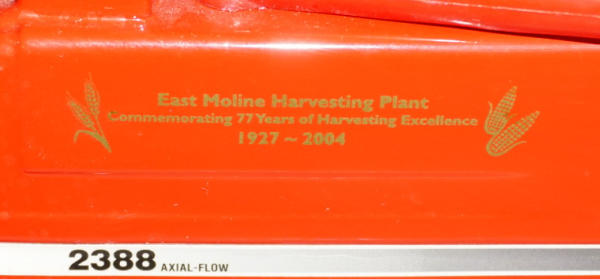 East Moline Harvesting Plant
Commemorating 77 Years of Harvesting Excellence
1927 ~ 2004
2388 AXIAL-FLOW